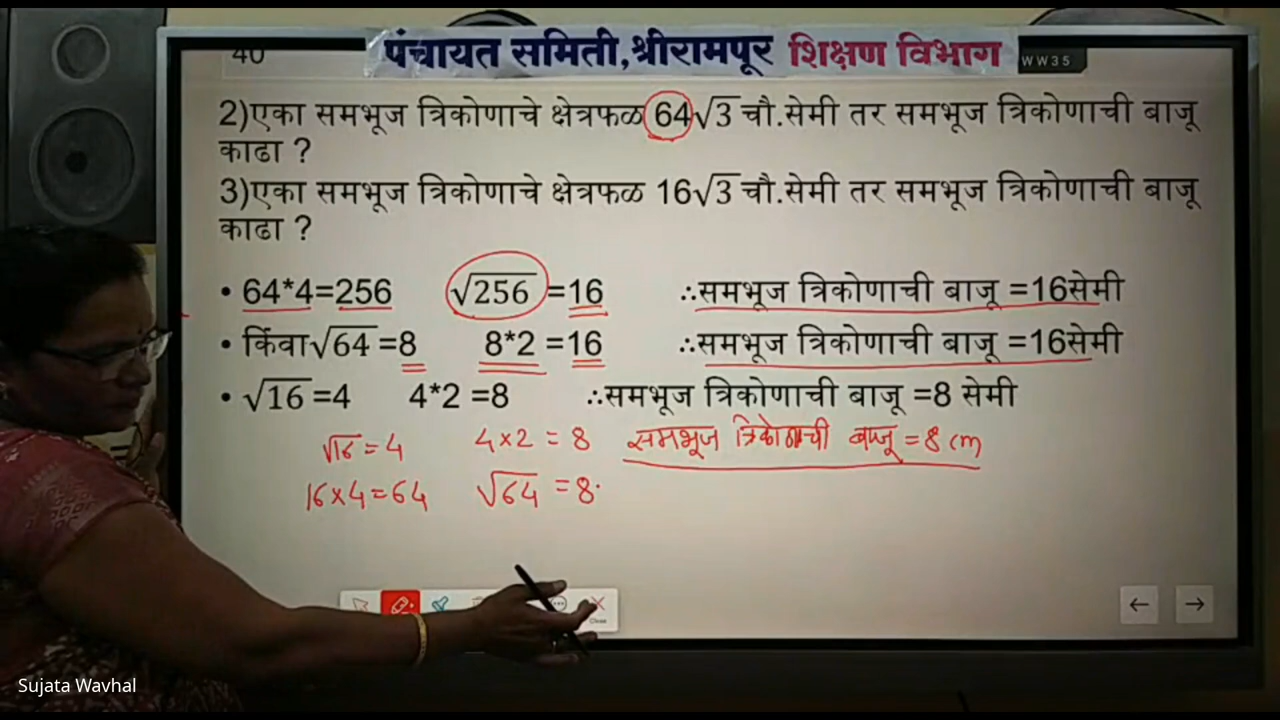 पंचायत समिती,श्रीरामपूर शिक्षण विभाग
40
WW35
2)एका समभूज त्रिकोणाचे क्षेत्रफळ 64√3 चौ.सेमी तर समभूज त्रिकोणाची बाजू
काढा ?
3)एका समभूज त्रिकोणाचे क्षेत्रफळ 16√3 चौ.सेमी तर समभूज त्रिकोणाची बाजू
काढा ?
• 64*4=256 √256 =16 ∴समभूज त्रिकोणाची बाजू =16सेमी
• किंवा√64 =8 8*2 =16 ∴समभूज त्रिकोणाची बाजू =16सेमी
• √16 =4 4*2 =8 ∴समभूज त्रिकोणाची बाजू =8 सेमी
√16 = 4 4×2 = 8 समभूज त्रिकोणाची बाजू = 8 cm
16×4=64 √64 = 8.
Close
← →
Sujata Wavhal